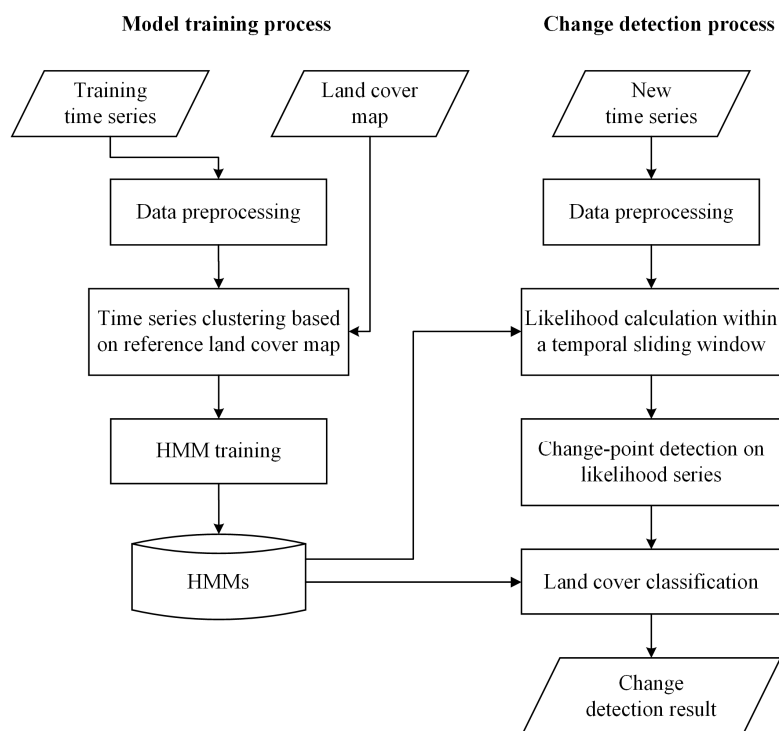 Model training process
Training
time series
Land cover
map
Data preprocessing
Time series clustering based
on reference land cover map
HMM training
HMMs
Change detection process
New
time series
Data preprocessing
Likelihood calculation within
a temporal sliding window
Change-point detection on
likelihood series
Land cover classification
Change
detection result